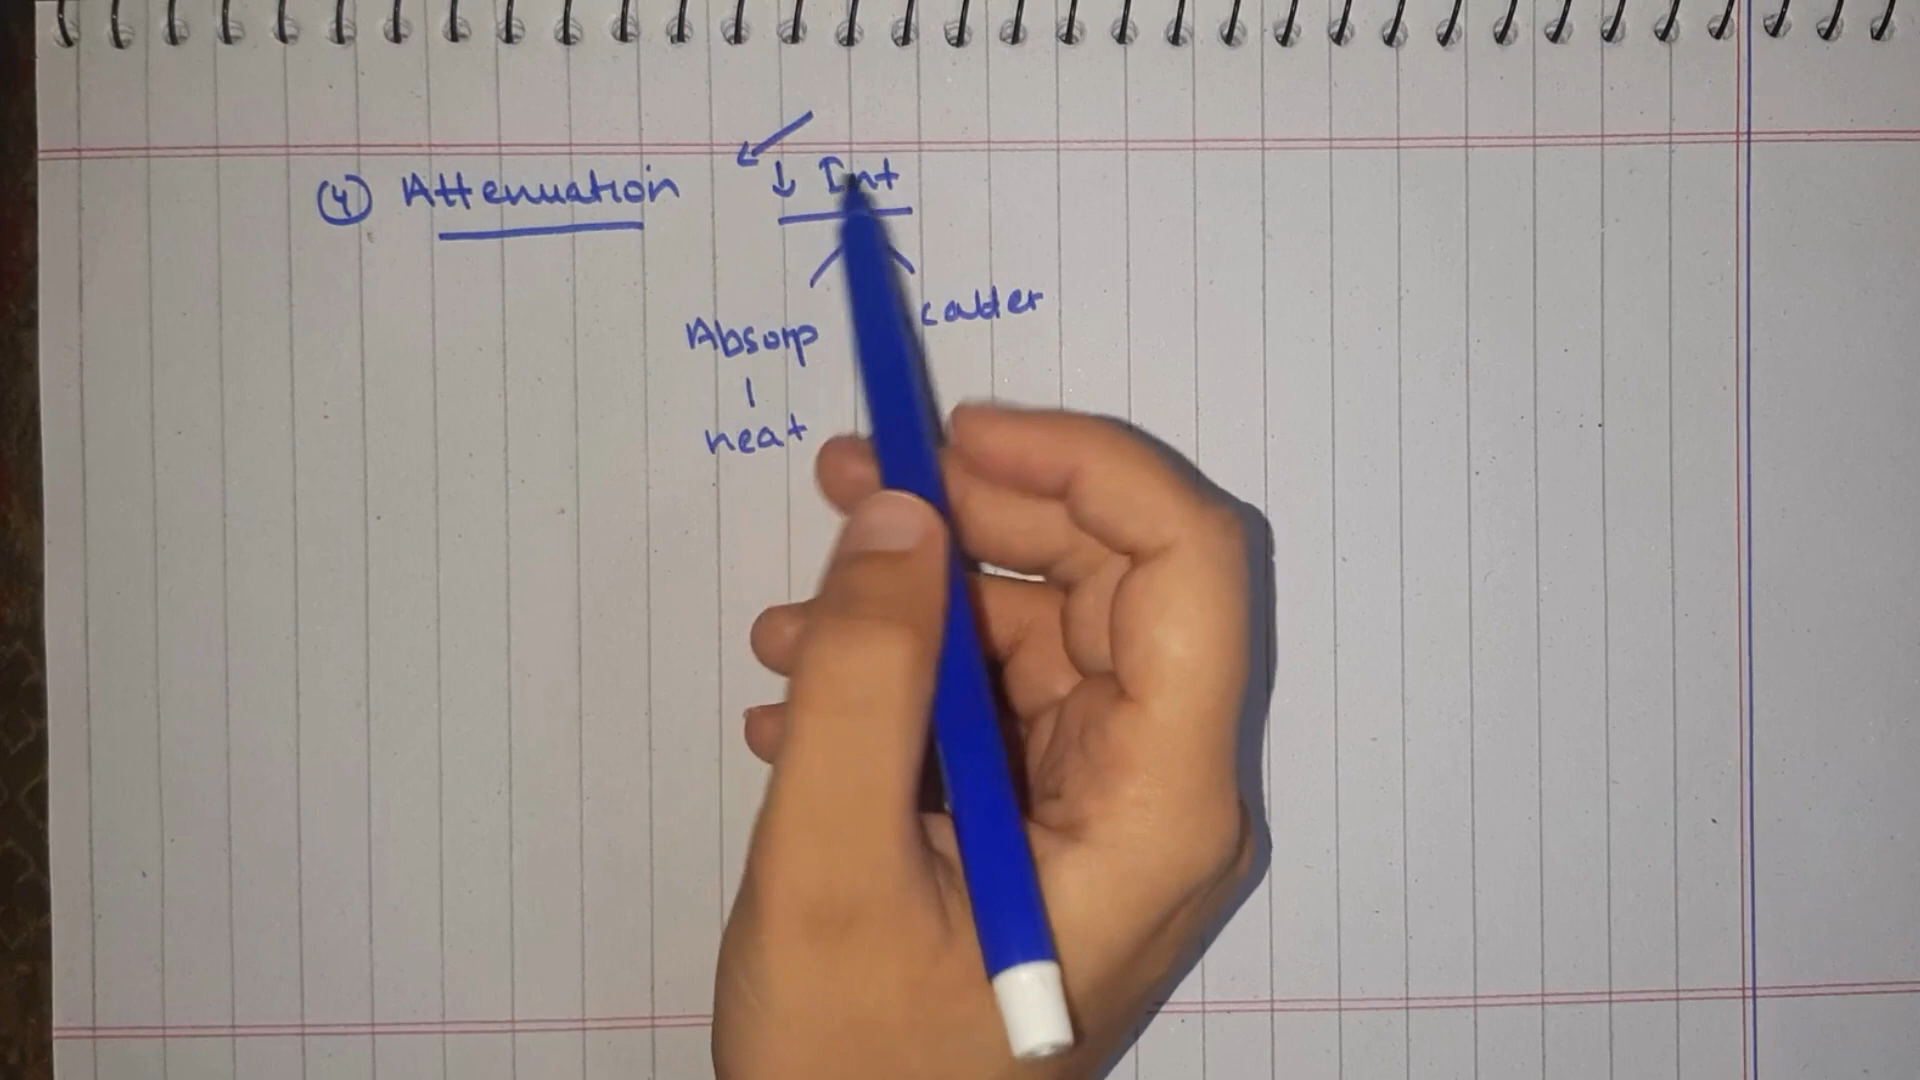 (4) Attenuation ↓ Int
Absorp
heat